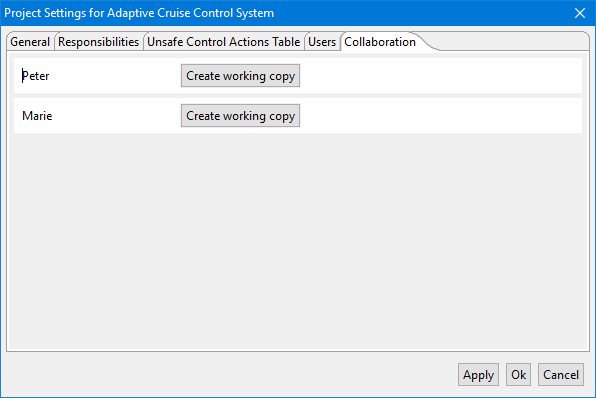 Project Settings for Adaptive Cruise Control System
General Responsibilities Unsafe Control Actions Table Users Collaboration
Peter Create working copy
Marie Create working copy
Apply Ok Cancel